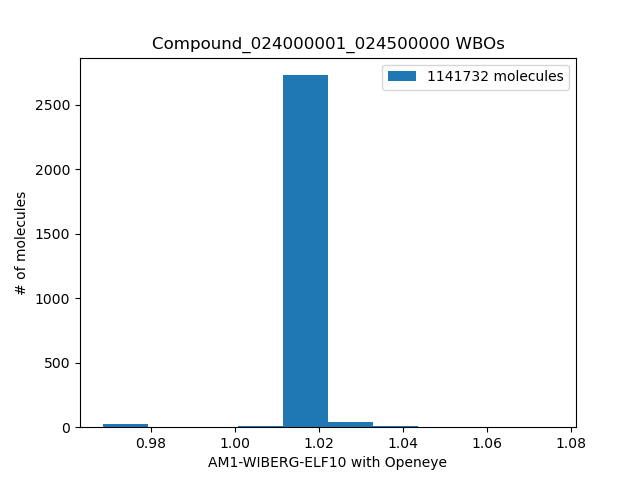 Compound_024000001_024500000 WBOs
1141732 molecules
# of molecules
2500
2000
1500
1000
500
0
0.98 1.00 1.02 1.04 1.06 1.08
AM1-WIBERG-ELF10 with Openeye